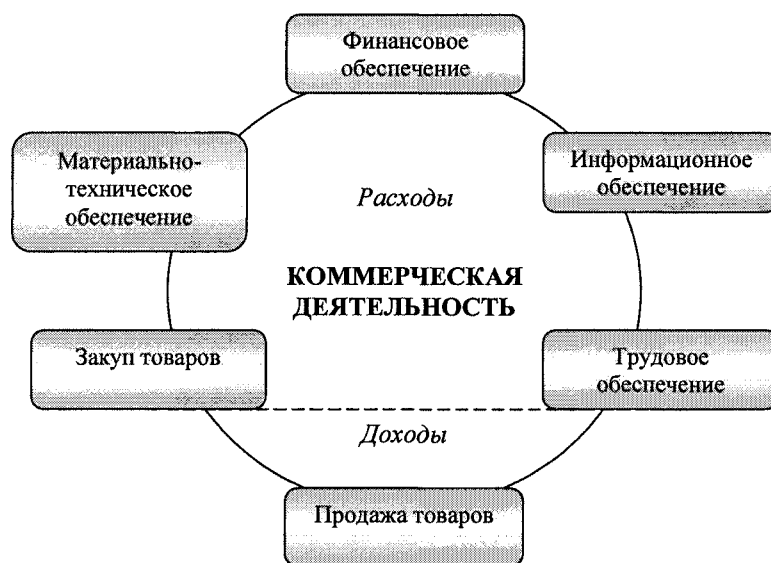 Финансовое
обеспечение
Материально-
техническое
обеспечение
Информационное
обеспечение
Расходы
КОММЕРЧЕСКАЯ
ДЕЯТЕЛЬНОСТЬ
Закуп товаров
Трудовое
обеспечение
Доходы
Продажа товаров